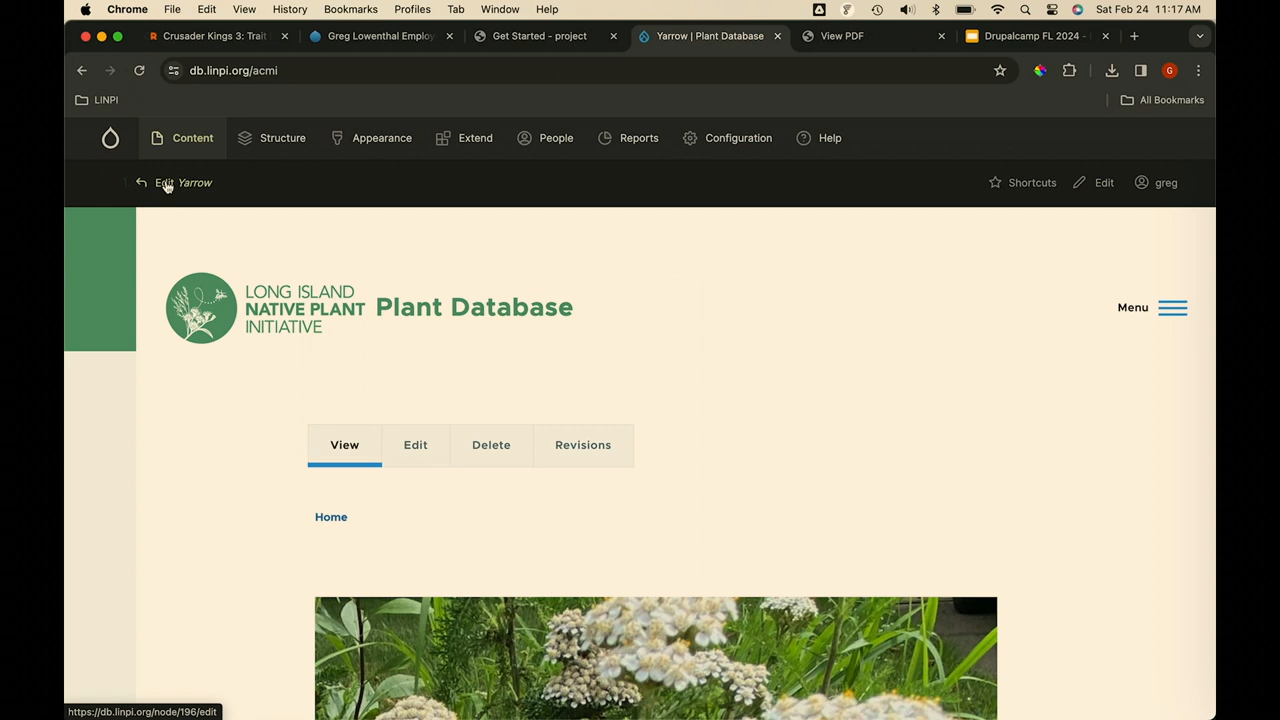 Chrome File Edit View History Bookmarks Profiles Tab Window Help Sat Feb 24 11:17 AM
Crusader Kings 3: Trait Greg Lowenthal Employ Get Started - project Yarrow | Plant Database View PDF Drupalcamp FL 2024 -
db.linpi.org/acmi G
LINPI All Bookmarks
Content Structure Appearance Extend People Reports Configuration Help
Edit Yarrow Shortcuts Edit greg
LONG ISLAND
NATIVE PLANT
INITIATIVE
Plant Database
Menu
View Edit Delete Revisions
Home
https://db.linpi.org/node/196/edit